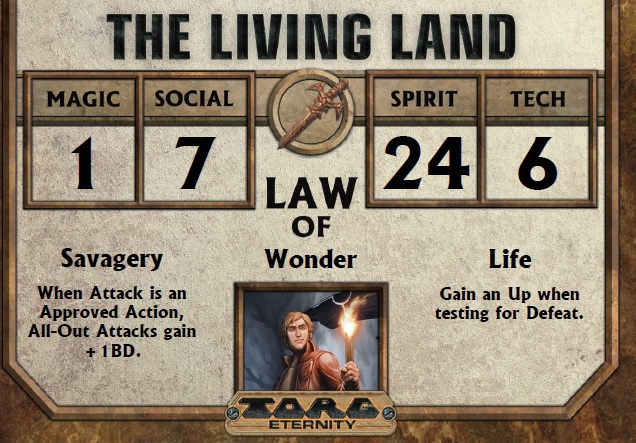 THE LIVING LAND
MAGIC SOCIAL SPIRIT TECH
1 7 24 6
LAW
OF
Savagery Wonder Life
When Attack is an
Approved Action,
All-Out Attacks gain
+ 1BD.
Gain an Up when
testing for Defeat.
TORG
ETERNITY